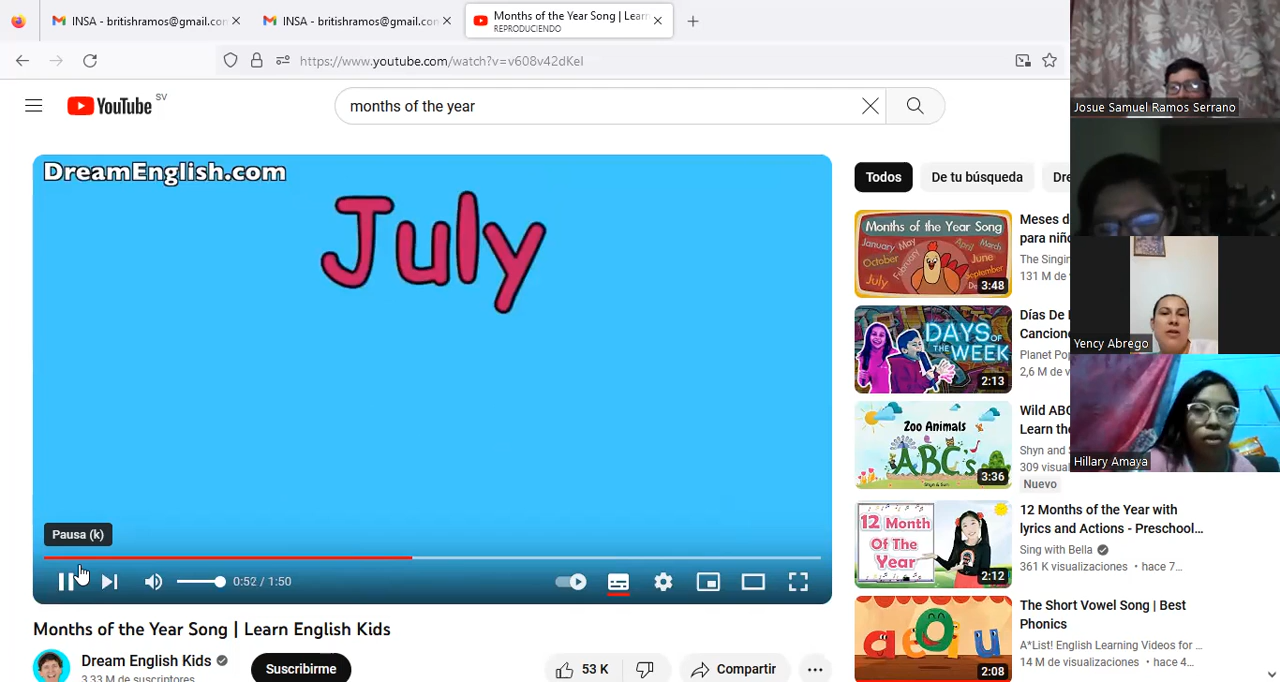 INSA - britishramos@gmail.con
INSA - britishramos@gmail.con
Months of the Year Song | Lear
REPRODUCIENDO
https://www.youtube.com/watch?v=v608v42dKeI
YouTube SV
months of the year
DreamEnglish.com
July
Pausa (k)
0:52 / 1:50
Months of the Year Song | Learn English Kids
Dream English Kids
3,33 M de suscriptores
Suscribirme
53 K
Compartir
Todos
De tu búsqueda
Dre
Months of the Year Song
January
May
April
March
October
February
June
July
September
De
3:48
Meses d
para niño
The Singin
131 M de
DAYS
OF THE
WEEK
2,6 M de v
2:13
Días De
Cancione
Planet Pop
Zoo Animals
ABC's
Shyn & Sun
3:36
Wild ABC
Learn the
Shyn and
309 visual
Nuevo
12 Month
Of The
Year
2:12
12 Months of the Year with
lyrics and Actions - Preschool...
Sing with Bella
361 K visualizaciones • hace 7...
a e i o u
2:08
The Short Vowel Song | Best
Phonics
A*List! English Learning Videos for ...
14 M de visualizaciones • hace 4...
Josue Samuel Ramos Serrano
Yency Abrego
Hillary Amaya